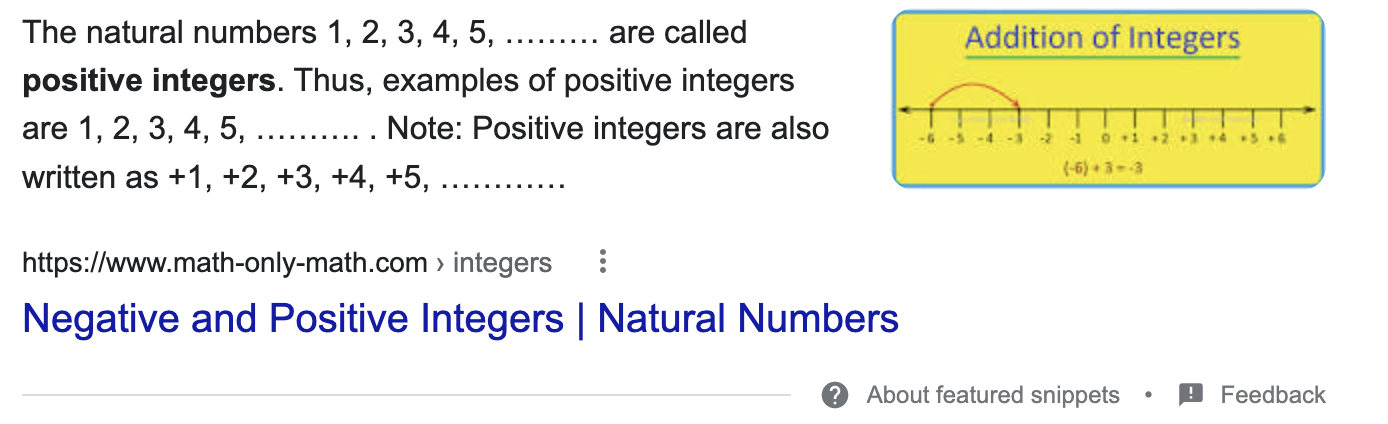 The natural numbers 1, 2, 3, 4, 5, ......... are called
positive integers. Thus, examples of positive integers
are 1, 2, 3, 4, 5, .......... . Note: Positive integers are also
written as +1, +2, +3, +4, +5, ............
Addition of Integers
-6 -5 -4 -3 -2 -1 0 +1 +2 +3 +4 +5 +6
(-6) + 3 = -3
https://www.math-only-math.com › integers
Negative and Positive Integers | Natural Numbers
About featured snippets • Feedback